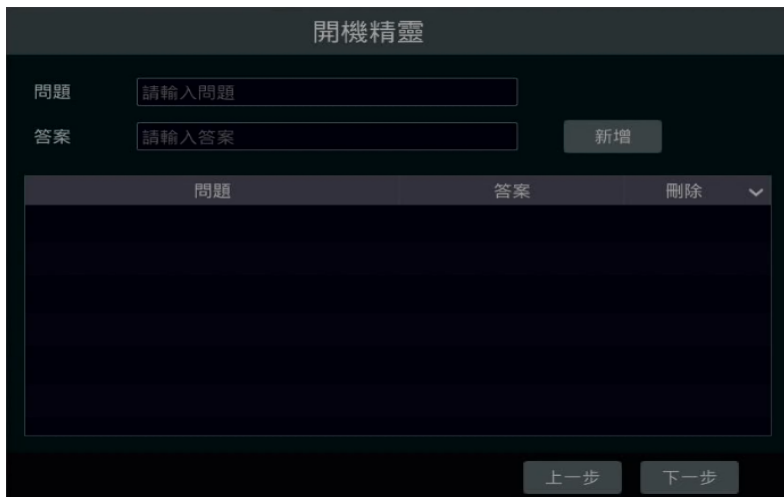 開機精靈
問題 請輸入問題
答案 請輸入答案 新增
問題 答案 刪除
上一步 下一步